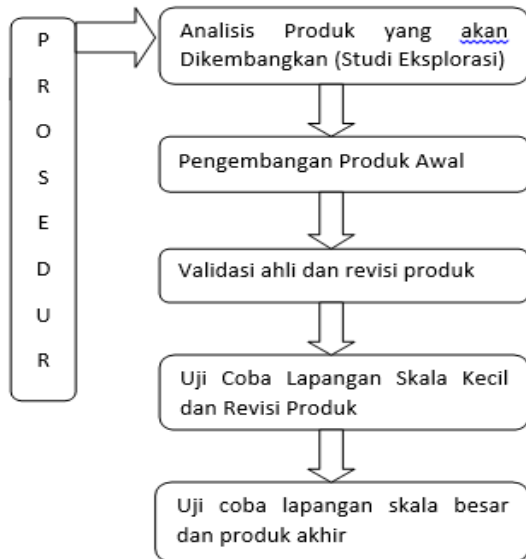 P
R
O
S
E
D
U
R
Analisis Produk yang akan
Dikembangkan (Studi Eksplorasi)
Pengembangan Produk Awal
Validasi ahli dan revisi produk
Uji Coba Lapangan Skala Kecil
dan Revisi Produk
Uji coba lapangan skala besar
dan produk akhir